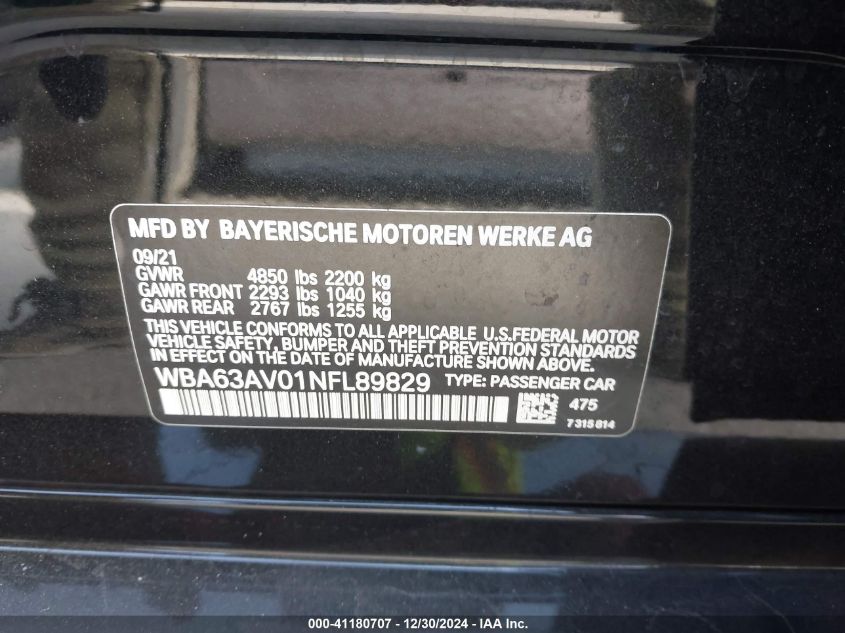 MFD BY BAYERISCHE MOTOREN WERKE AG
09/21
GVWR 4850 lbs 2200 kg
GAWR FRONT 2293 lbs 1040 kg
GAWR REAR 2767 lbs 1255 kg
THIS VEHICLE CONFORMS TO ALL APPLICABLE U.S.FEDERAL MOTOR
VEHICLE SAFETY, BUMPER AND THEFT PREVENTION STANDARDS
IN EFFECT ON THE DATE OF MANUFACTURE SHOWN ABOVE.
WBA63AV01NFL89829 TYPE: PASSENGER CAR
475
7315814
000-41180707 - 12/30/2024 - IAA Inc.